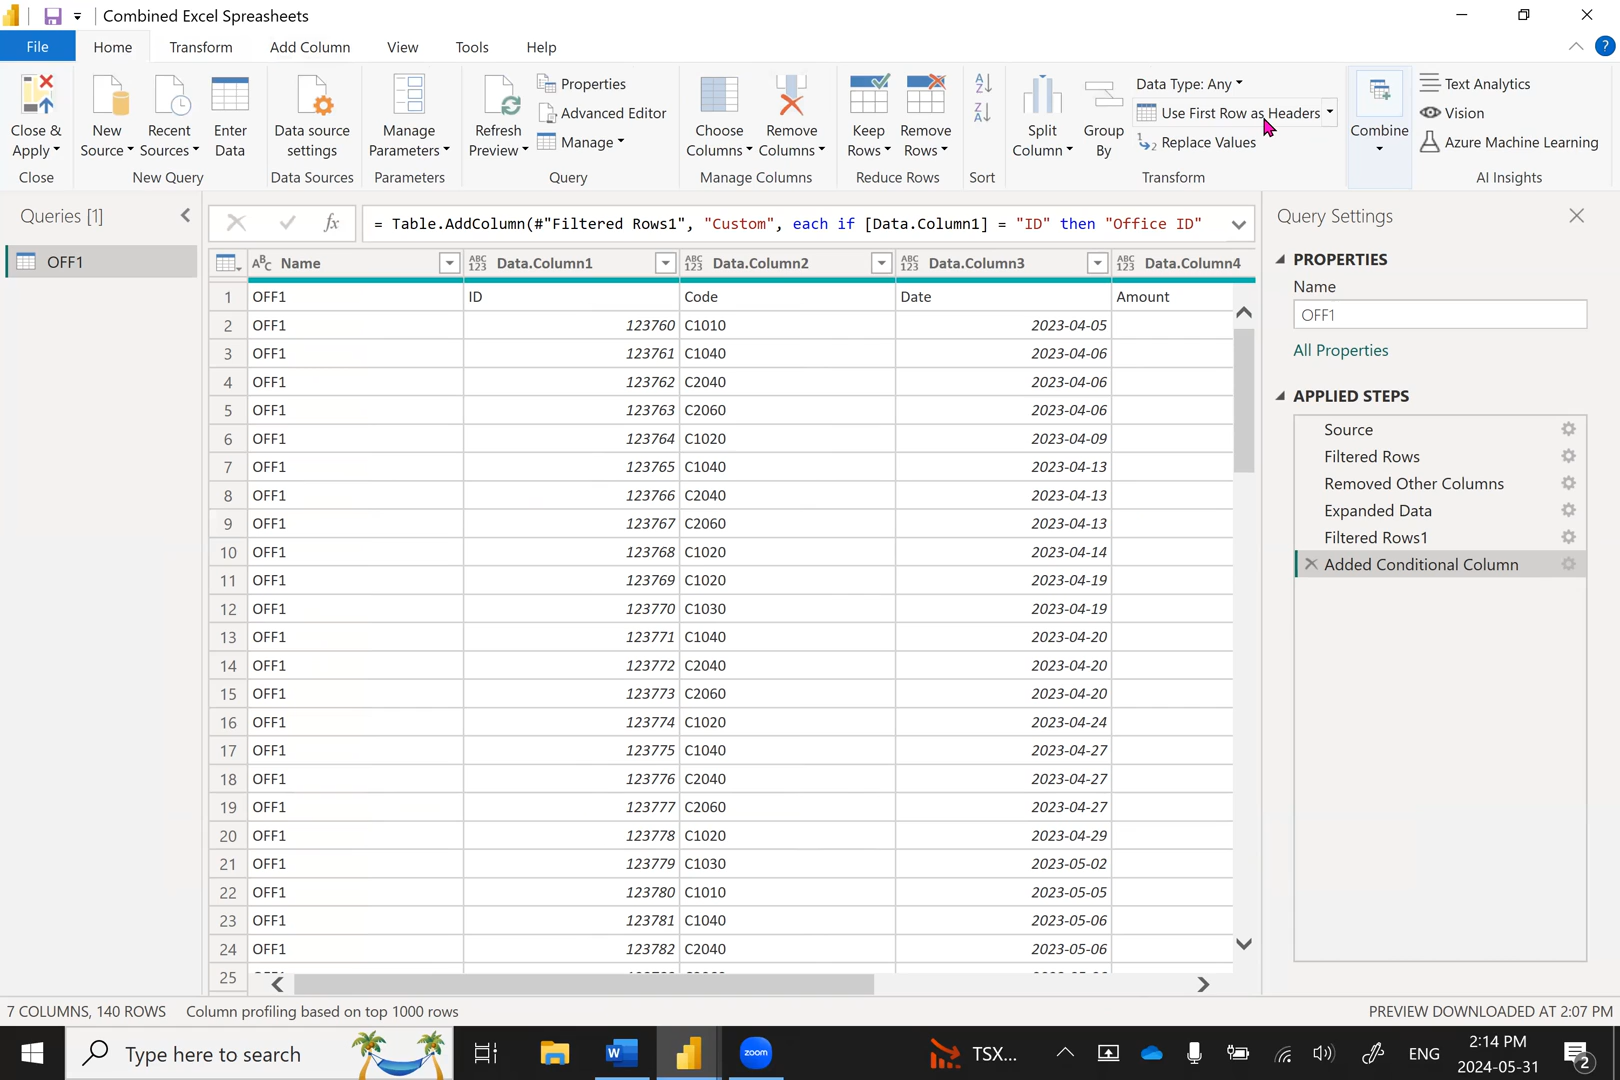 Combined Excel Spreasheets
File Home Transform Add Column View Tools Help
Close & Apply
New Source
Recent Sources
Enter Data
Data source settings
Manage Parameters
Refresh Preview
Properties
Advanced Editor
Manage
Choose Columns
Remove Columns
Keep Rows
Remove Rows
Split Column
Group By
Data Type: Any
Use First Row as Headers
Replace Values
Combine
Text Analytics
Vision
Azure Machine Learning
Close New Query Data Sources Parameters Query Manage Columns Reduce Rows Sort Transform AI Insights
Queries [1]
OFF1
fx = Table.AddColumn(#"Filtered Rows1", "Custom", each if [Data.Column1] = "ID" then "Office ID"
ABC Name ABC 123 Data.Column1 ABC 123 Data.Column2 ABC 123 Data.Column3 ABC 123 Data.Column4
1 OFF1 ID Code Date Amount
2 OFF1 123760 C1010 2023-04-05
3 OFF1 123761 C1040 2023-04-06
4 OFF1 123762 C2040 2023-04-06
5 OFF1 123763 C2060 2023-04-06
6 OFF1 123764 C1020 2023-04-09
7 OFF1 123765 C1040 2023-04-13
8 OFF1 123766 C2040 2023-04-13
9 OFF1 123767 C2060 2023-04-13
10 OFF1 123768 C1020 2023-04-14
11 OFF1 123769 C1020 2023-04-19
12 OFF1 123770 C1030 2023-04-19
13 OFF1 123771 C1040 2023-04-20
14 OFF1 123772 C2040 2023-04-20
15 OFF1 123773 C2060 2023-04-20
16 OFF1 123774 C1020 2023-04-24
17 OFF1 123775 C1040 2023-04-27
18 OFF1 123776 C2040 2023-04-27
19 OFF1 123777 C2060 2023-04-27
20 OFF1 123778 C1020 2023-04-29
21 OFF1 123779 C1030 2023-05-02
22 OFF1 123780 C1010 2023-05-05
23 OFF1 123781 C1040 2023-05-06
24 OFF1 123782 C2040 2023-05-06
25
Query Settings
PROPERTIES
Name
OFF1
All Properties
APPLIED STEPS
Source
Filtered Rows
Removed Other Columns
Expanded Data
Filtered Rows1
Added Conditional Column
7 COLUMNS, 140 ROWS Column profiling based on top 1000 rows PREVIEW DOWNLOADED AT 2:07 PM
Type here to search
W
zoom
TSX...
ENG
2:14 PM
2024-05-31
2